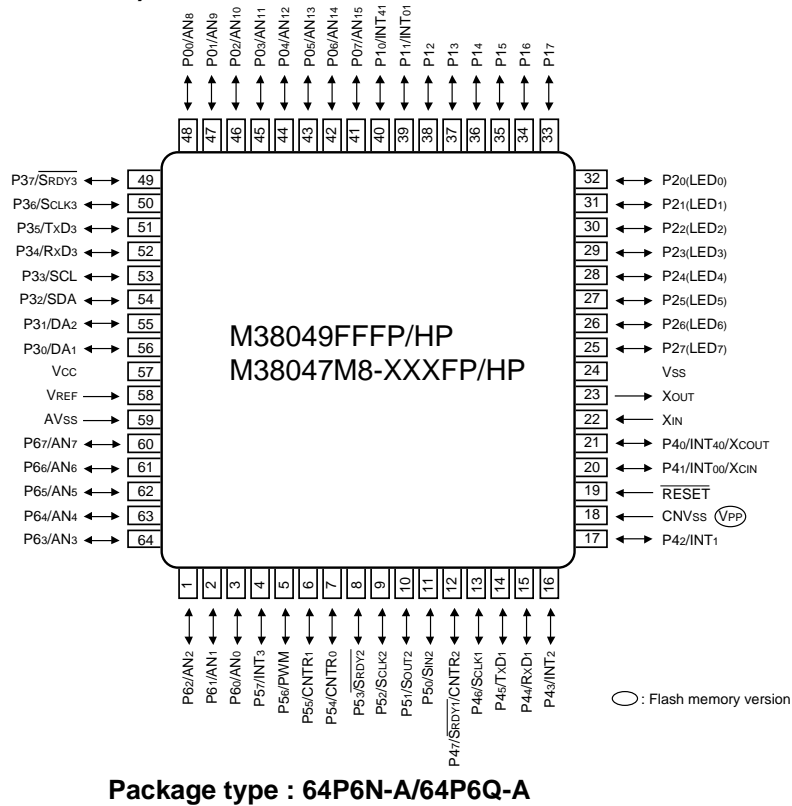 P00/AN8
P01/AN9
P02/AN10
P03/AN11
P04/AN12
P05/AN13
P06/AN14
P07/AN15
P10/INT41
P11/INT01
P12
P13
P14
P15
P16
P17
48 47 46 45 44 43 42 41 40 39 38 37 36 35 34 33
P37/SRDY3 49
P36/SCLK3 50
P35/TXD3 51
P34/RXD3 52
P33/SCL 53
P32/SDA 54
P31/DA2 55
P30/DA1 56
VCC 57
VREF 58
AVSS 59
P67/AN7 60
P66/AN6 61
P65/AN5 62
P64/AN4 63
P63/AN3 64
M38049FFFP/HP
M38047M8-XXXFP/HP
32 P20(LED0)
31 P21(LED1)
30 P22(LED2)
29 P23(LED3)
28 P24(LED4)
27 P25(LED5)
26 P26(LED6)
25 P27(LED7)
24 VSS
23 XOUT
22 XIN
21 P40/INT40/XCOUT
20 P41/INT00/XCIN
19 RESET
18 CNVSS VPP
17 P42/INT1
1 2 3 4 5 6 7 8 9 10 11 12 13 14 15 16
P62/AN2
P61/AN1
P60/AN0
P57/INT3
P56/PWM
P55/CNTR1
P54/CNTR0
P53/SRDY2
P52/SCLK2
P51/SOUT2
P50/SIN2
P47/SRDY1/CNTR2
P46/SCLK1
P45/TXD1
P44/RXD1
P43/INT2
: Flash memory version
Package type : 64P6N-A/64P6Q-A